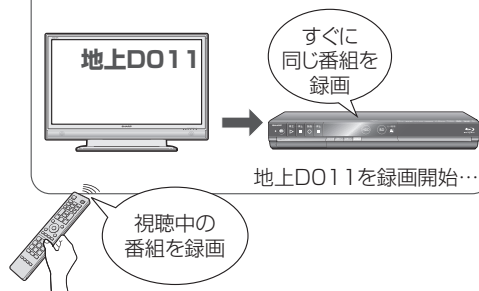 地上D011
すぐに
同じ番組を
録画
地上D011を録画開始…
視聴中の
番組を録画